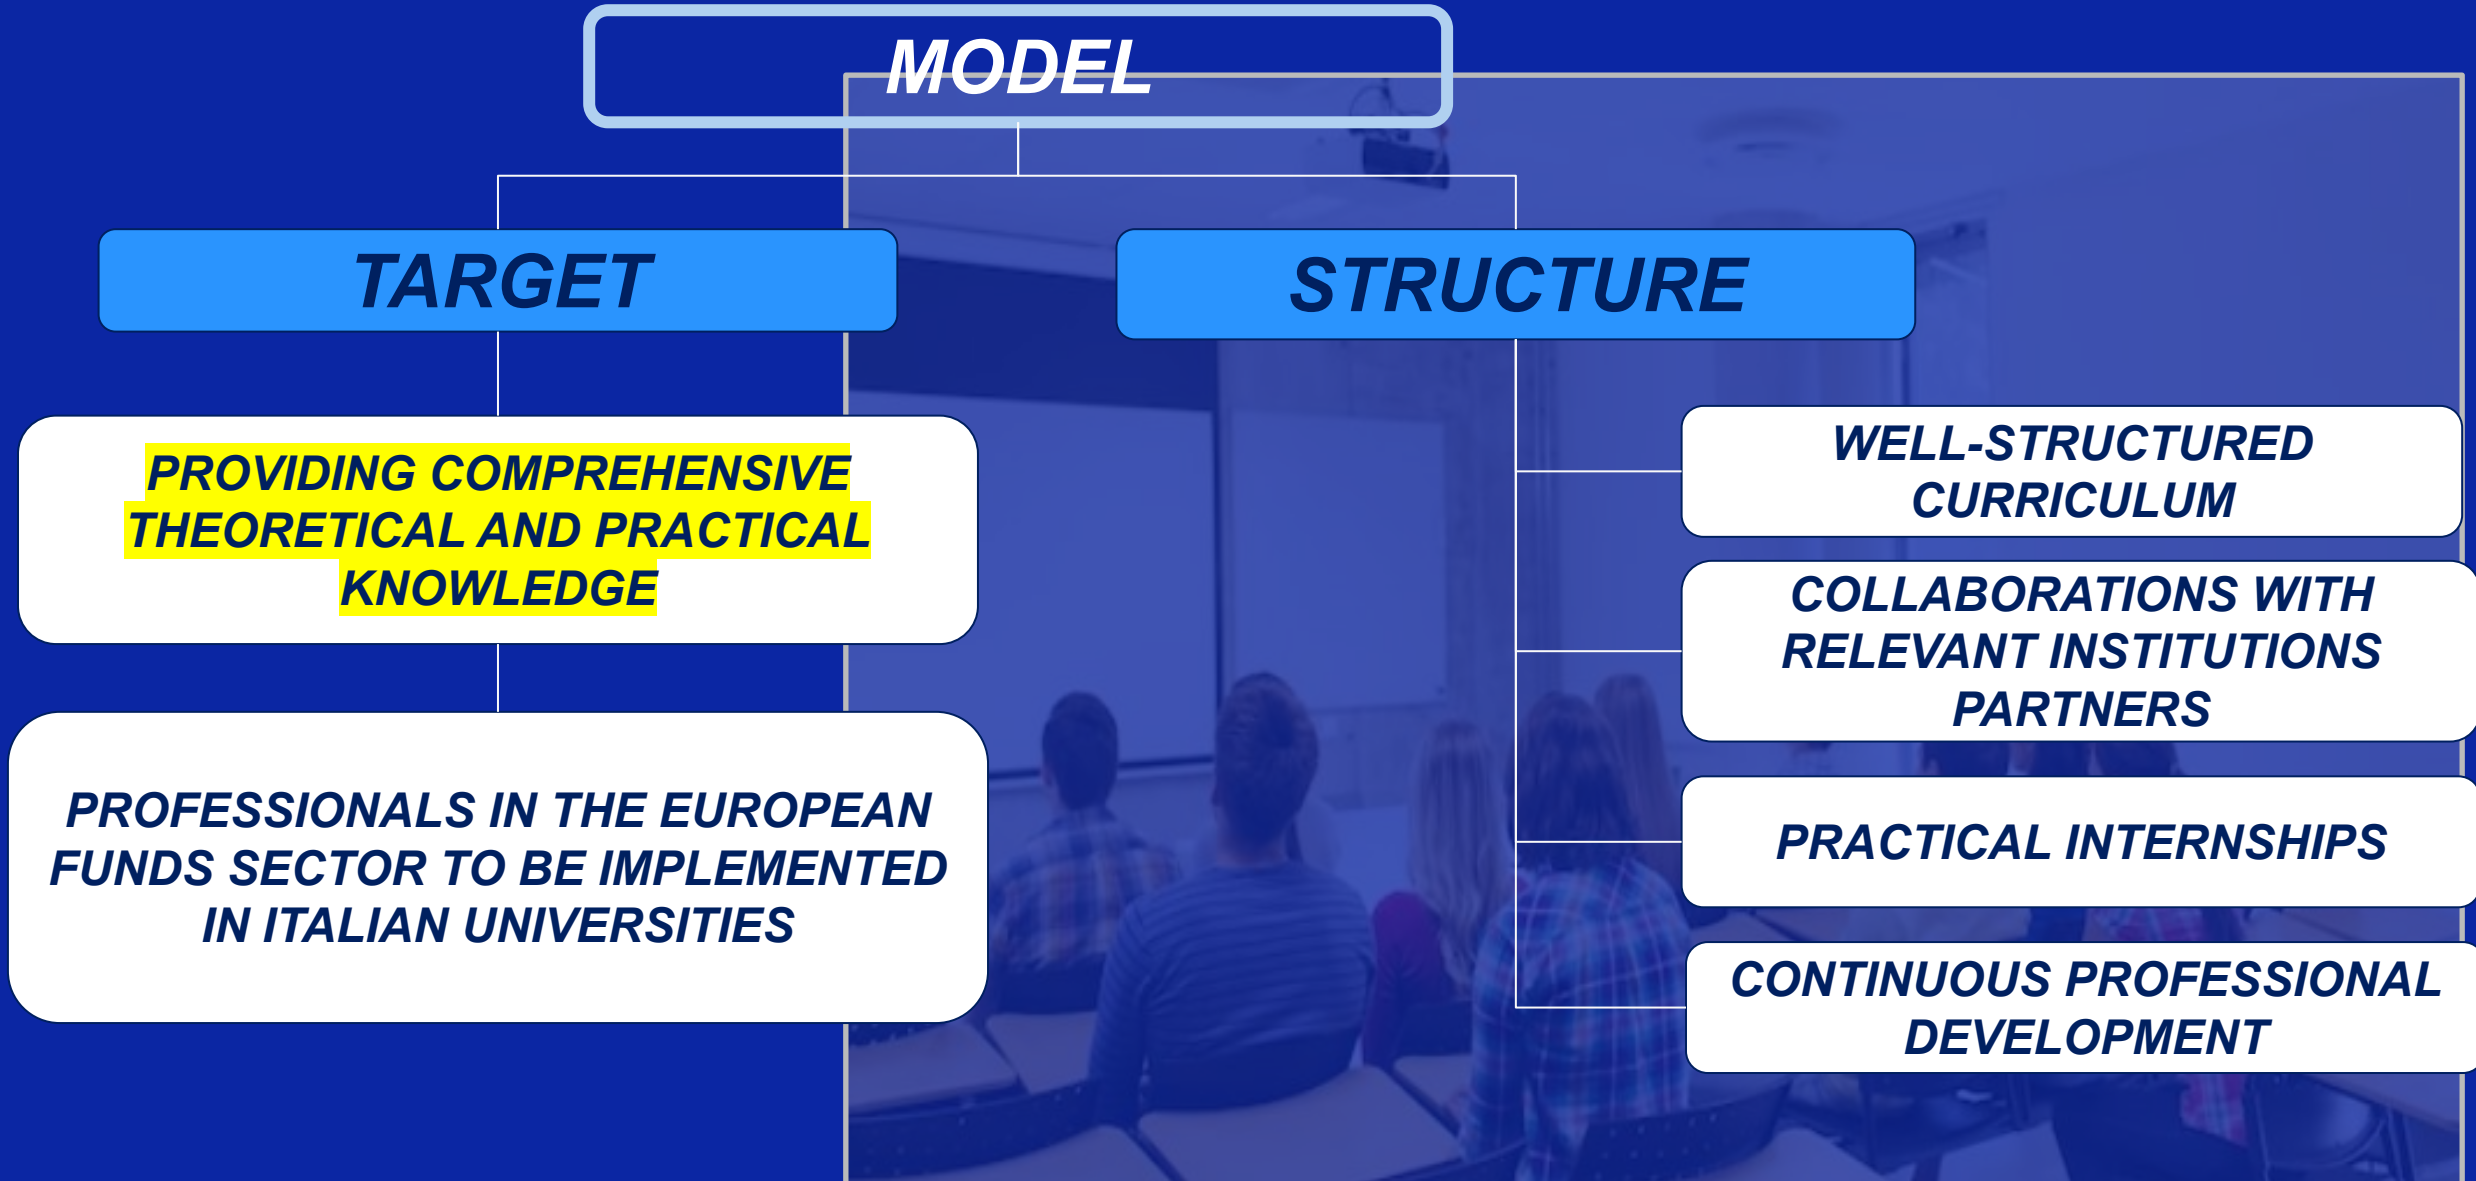 MODEL
TARGET
PROVIDING COMPREHENSIVE
THEORETICAL AND PRACTICAL
KNOWLEDGE
PROFESSIONALS IN THE EUROPEAN
FUNDS SECTOR TO BE IMPLEMENTED
IN ITALIAN UNIVERSITIES
STRUCTURE
WELL-STRUCTURED
CURRICULUM
COLLABORATIONS WITH
RELEVANT INSTITUTIONS
PARTNERS
PRACTICAL INTERNSHIPS
CONTINUOUS PROFESSIONAL
DEVELOPMENT